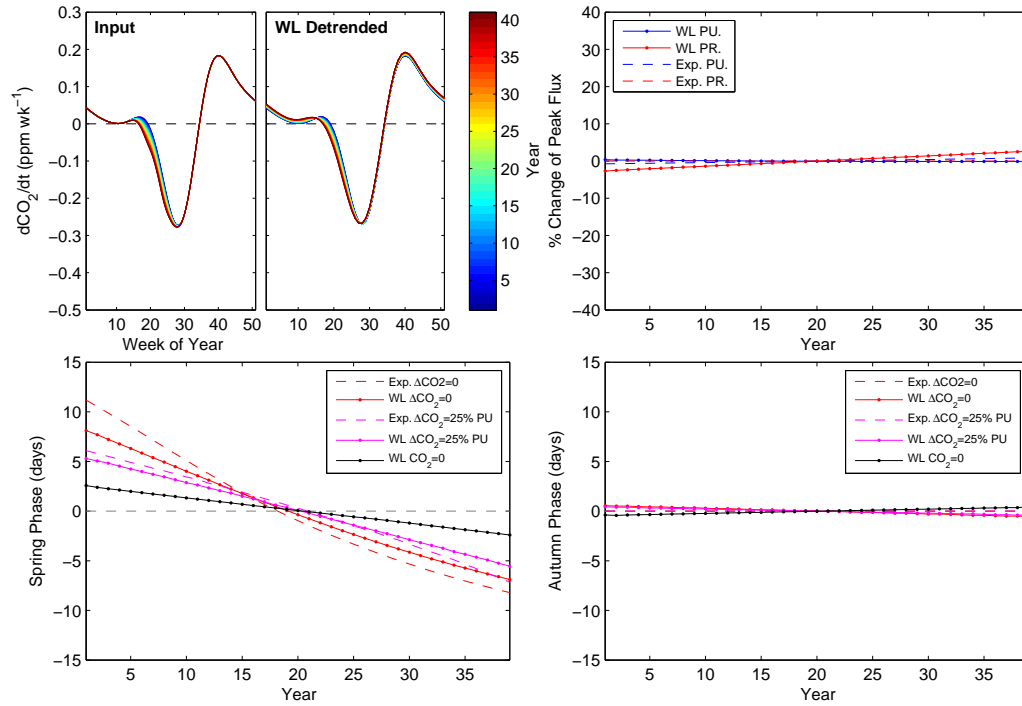 Input
WL Detrended
dCO2/dt (ppm wk−1)
0.3
0.2
0.1
0
−0.1
−0.2
−0.3
−0.4
−0.5
10 20 30 40 50
10 20 30 40 50
Week of Year
40
35
30
25
20
15
10
5
Year
WL PU.
WL PR.
Exp. PU.
Exp. PR.
% Change of Peak Flux
40
30
20
10
0
−10
−20
−30
−40
5 10 15 20 25 30 35
Year
Exp. ΔCO2=0
WL ΔCO2=0
Exp. ΔCO2=25% PU
WL ΔCO2=25% PU
WL CO2=0
Spring Phase (days)
15
10
5
0
−5
−10
−15
5 10 15 20 25 30 35
Year
Exp. ΔCO2=0
WL ΔCO2=0
Exp. ΔCO2=25% PU
WL ΔCO2=25% PU
WL CO2=0
Autumn Phase (days)
15
10
5
0
−5
−10
−15
5 10 15 20 25 30 35
Year